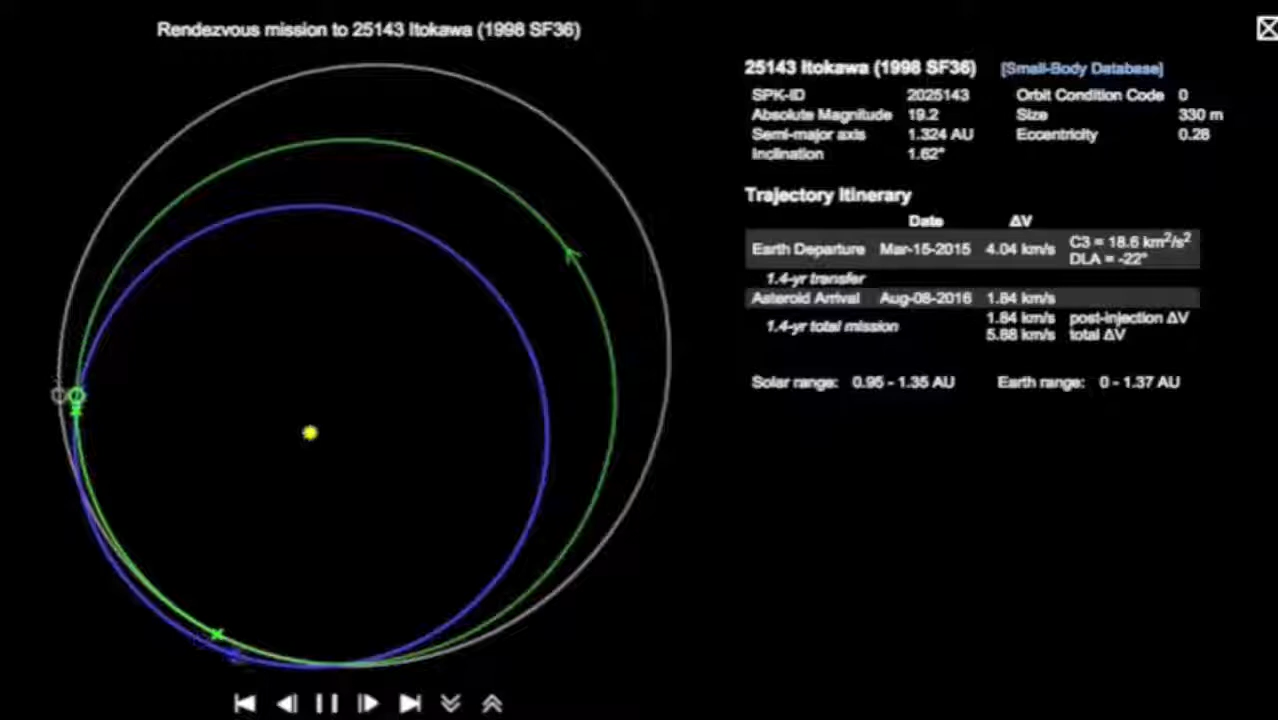 Rendezvous mission to 25143 Itokawa (1998 SF36)
25143 Itokawa (1998 SF36) [Small-Body Database]
SPK-ID 2025143 Orbit Condition Code 0
Absolute Magnitude 19.2 Size 330 m
Semi-major axis 1.324 AU Eccentricity 0.28
Inclination 1.62°
Trajectory Itinerary
Date ΔV
Earth Departure Mar-15-2015 4.04 km/s C3 = 18.6 km²/s²
DLA = -22°
1.4-yr transfer
Asteroid Arrival Aug-08-2016 1.84 km/s
1.4-yr total mission 1.84 km/s post-injection ΔV
5.88 km/s total ΔV
Solar range: 0.95 - 1.35 AU Earth range: 0 - 1.37 AU